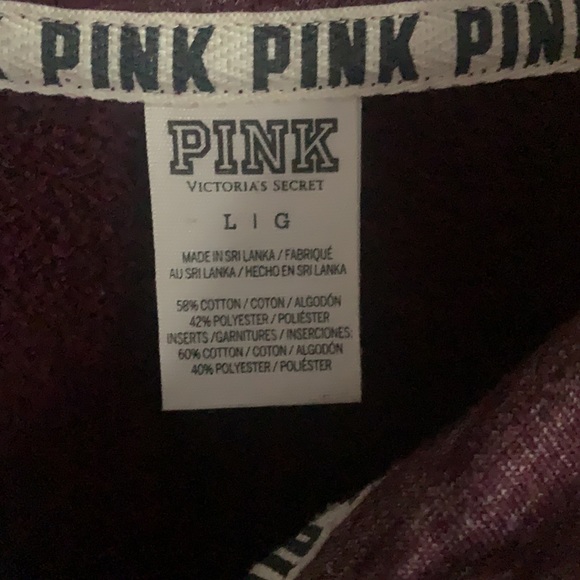 PINK PINK PIN
PINK
VICTORIA'S SECRET
L | G
MADE IN SRI LANKA / FABRIQUÉ
AU SRI LANKA / HECHO EN SRI LANKA
58% COTTON / COTON / ALGODÓN
42% POLYESTER / POLIÉSTER
INSERTS /GARNITURES / INSERCIONES:
60% COTTON / COTON / ALGODÓN
40% POLYESTER / POLIÉSTER